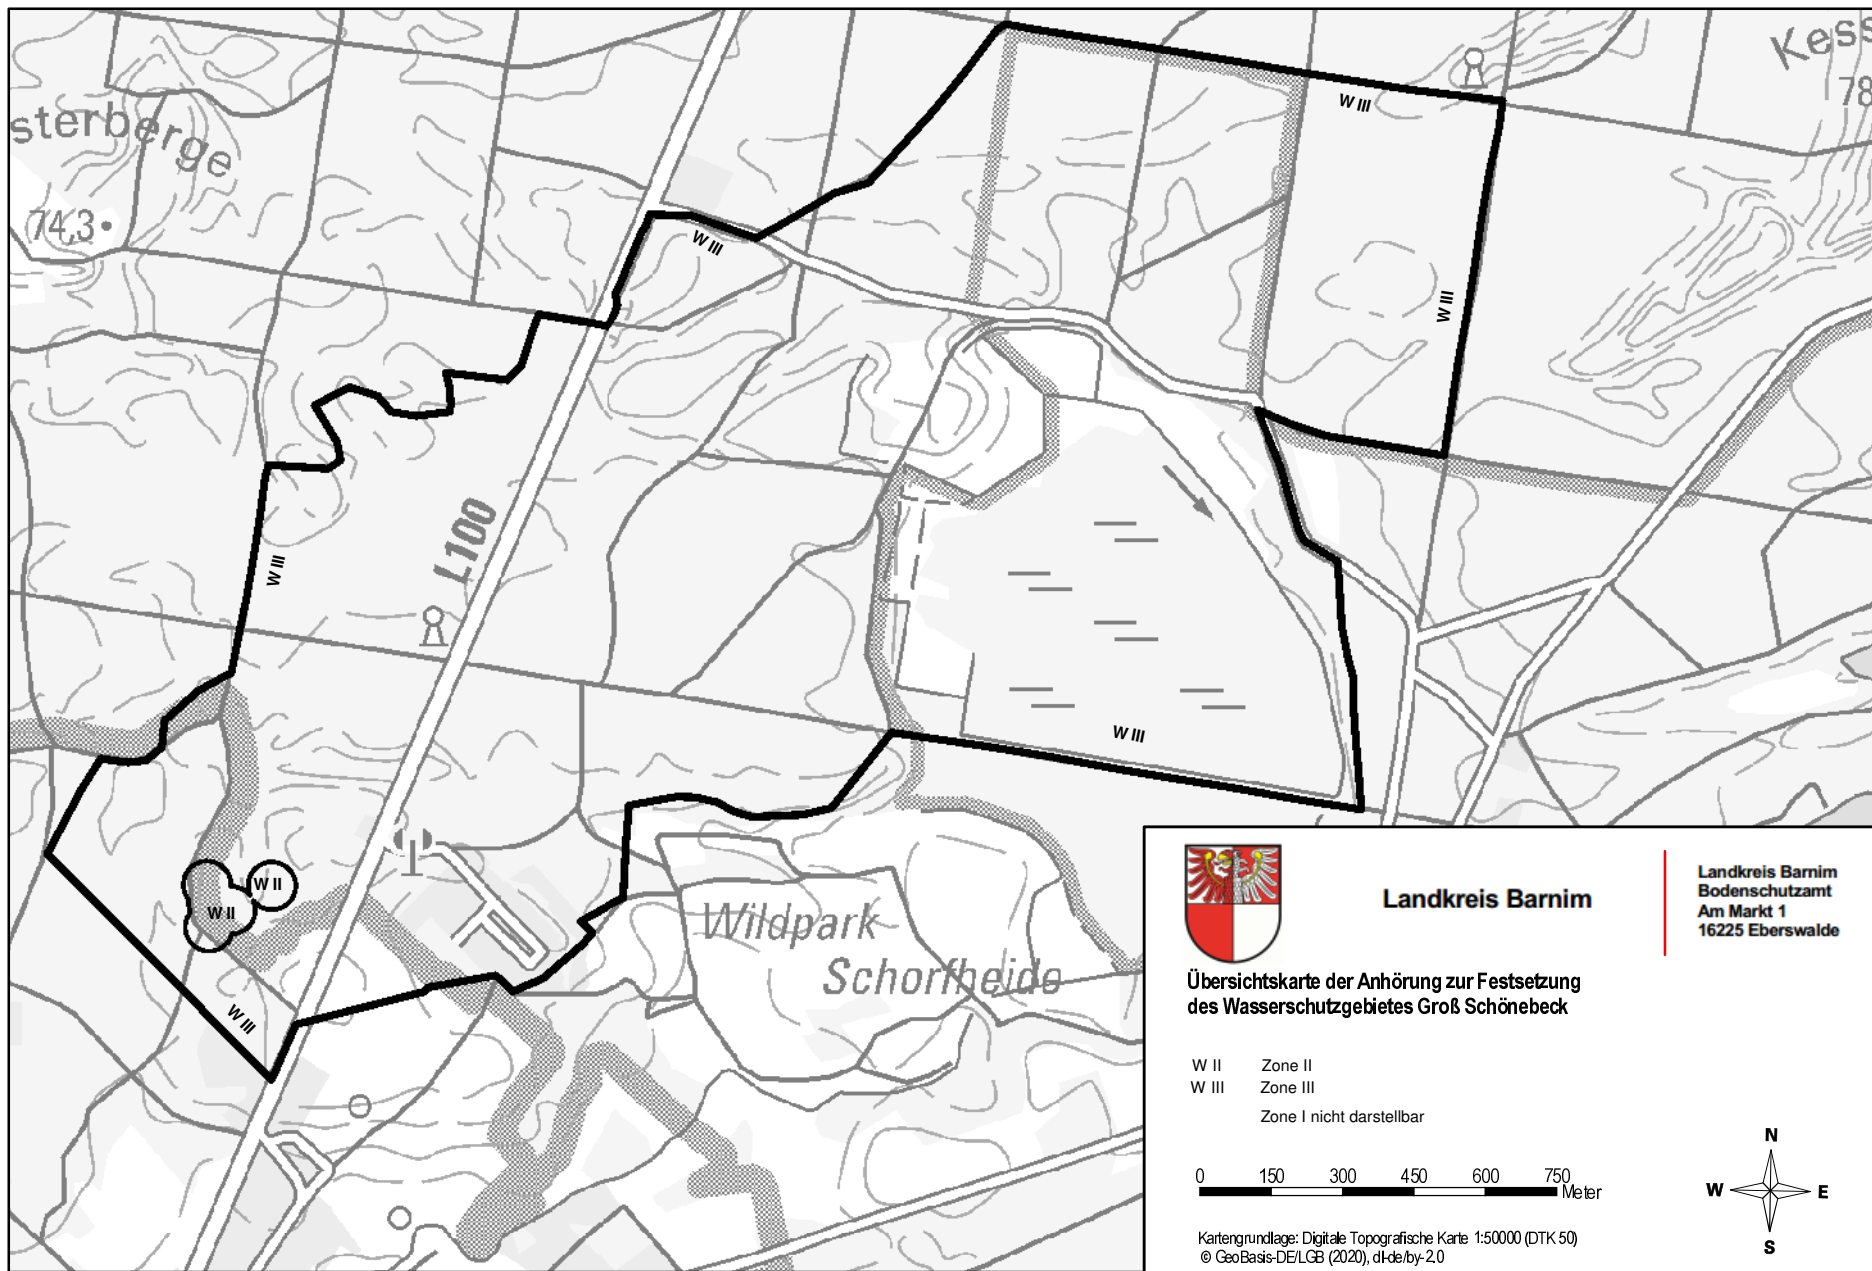 Kess
78
W III
sterberge
74,3
W III
W III
L100
W III
W III
W II
W II
Wildpark
Schorfheide
W III
Landkreis Barnim
Landkreis Barnim
Bodenschutzamt
Am Markt 1
16225 Eberswalde
Übersichtskarte der Anhörung zur Festsetzung
des Wasserschutzgebietes Groß Schönebeck
W II Zone II
W III Zone III
Zone I nicht darstellbar
0 150 300 450 600 750
Meter
N
W E
S
Kartengrundlage: Digitale Topografische Karte 1:50000 (DTK 50)
© GeoBasis-DE/LGB (2020), dl-de/by-2.0